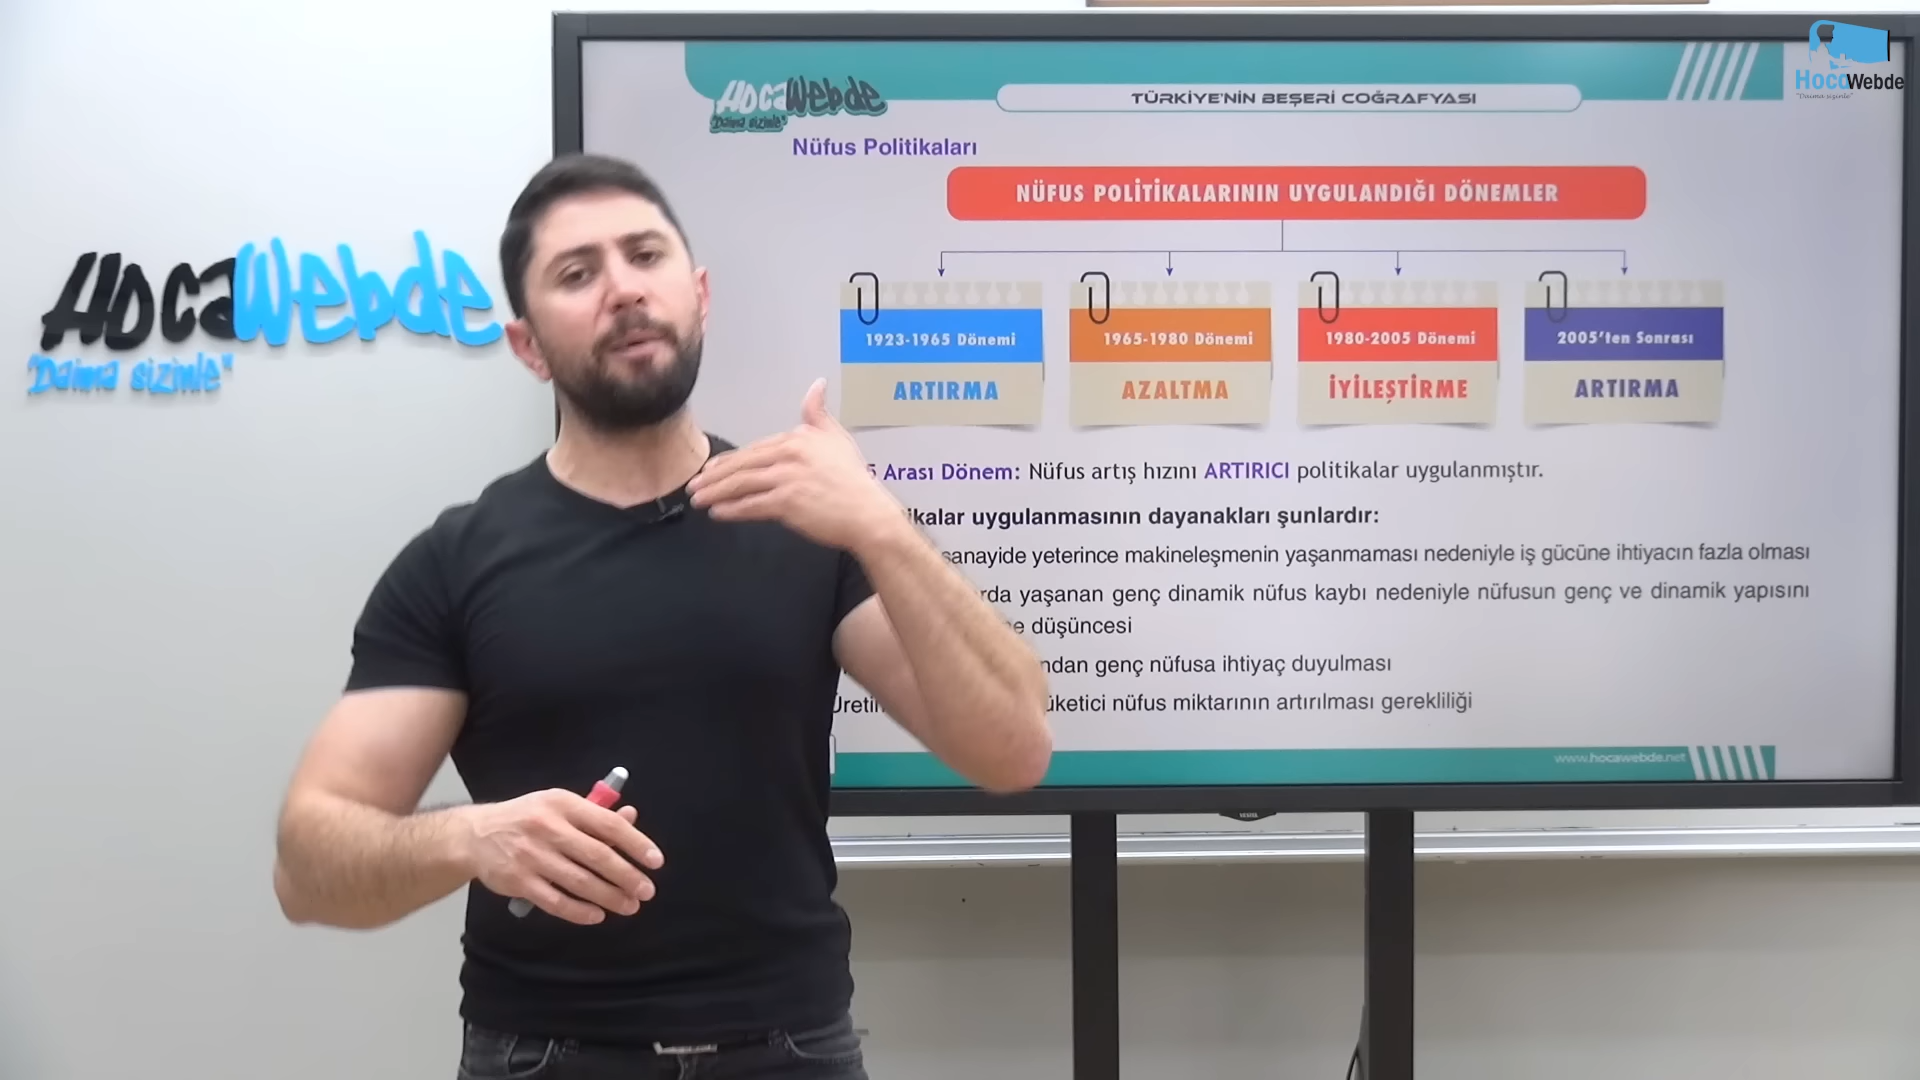 HocaWebde
"Daima sizinle"
HocaWebde
"Daima sizinle"
TÜRKİYE'NİN BEŞERİ COĞRAFYASI
HocaWebde
"Daima sizinle"
Nüfus Politikaları
NÜFUS POLİTİKALARININ UYGULANDIĞI DÖNEMLER
1923-1965 Dönemi
ARTIRMA
1965-1980 Dönemi
AZALTMA
1980-2005 Dönemi
İYİLEŞTİRME
2005'ten Sonrası
ARTIRMA
5 Arası Dönem: Nüfus artış hızını ARTIRICI politikalar uygulanmıştır.
ikalar uygulanmasının dayanakları şunlardır:
sanayide yeterince makineleşmenin yaşanmaması nedeniyle iş gücüne ihtiyacın fazla olması
rda yaşanan genç dinamik nüfus kaybı nedeniyle nüfusun genç ve dinamik yapısını
e düşüncesi
ndan genç nüfusa ihtiyaç duyulması
Üretim üketici nüfus miktarının artırılması gerekliliği
www.hocawebde.net